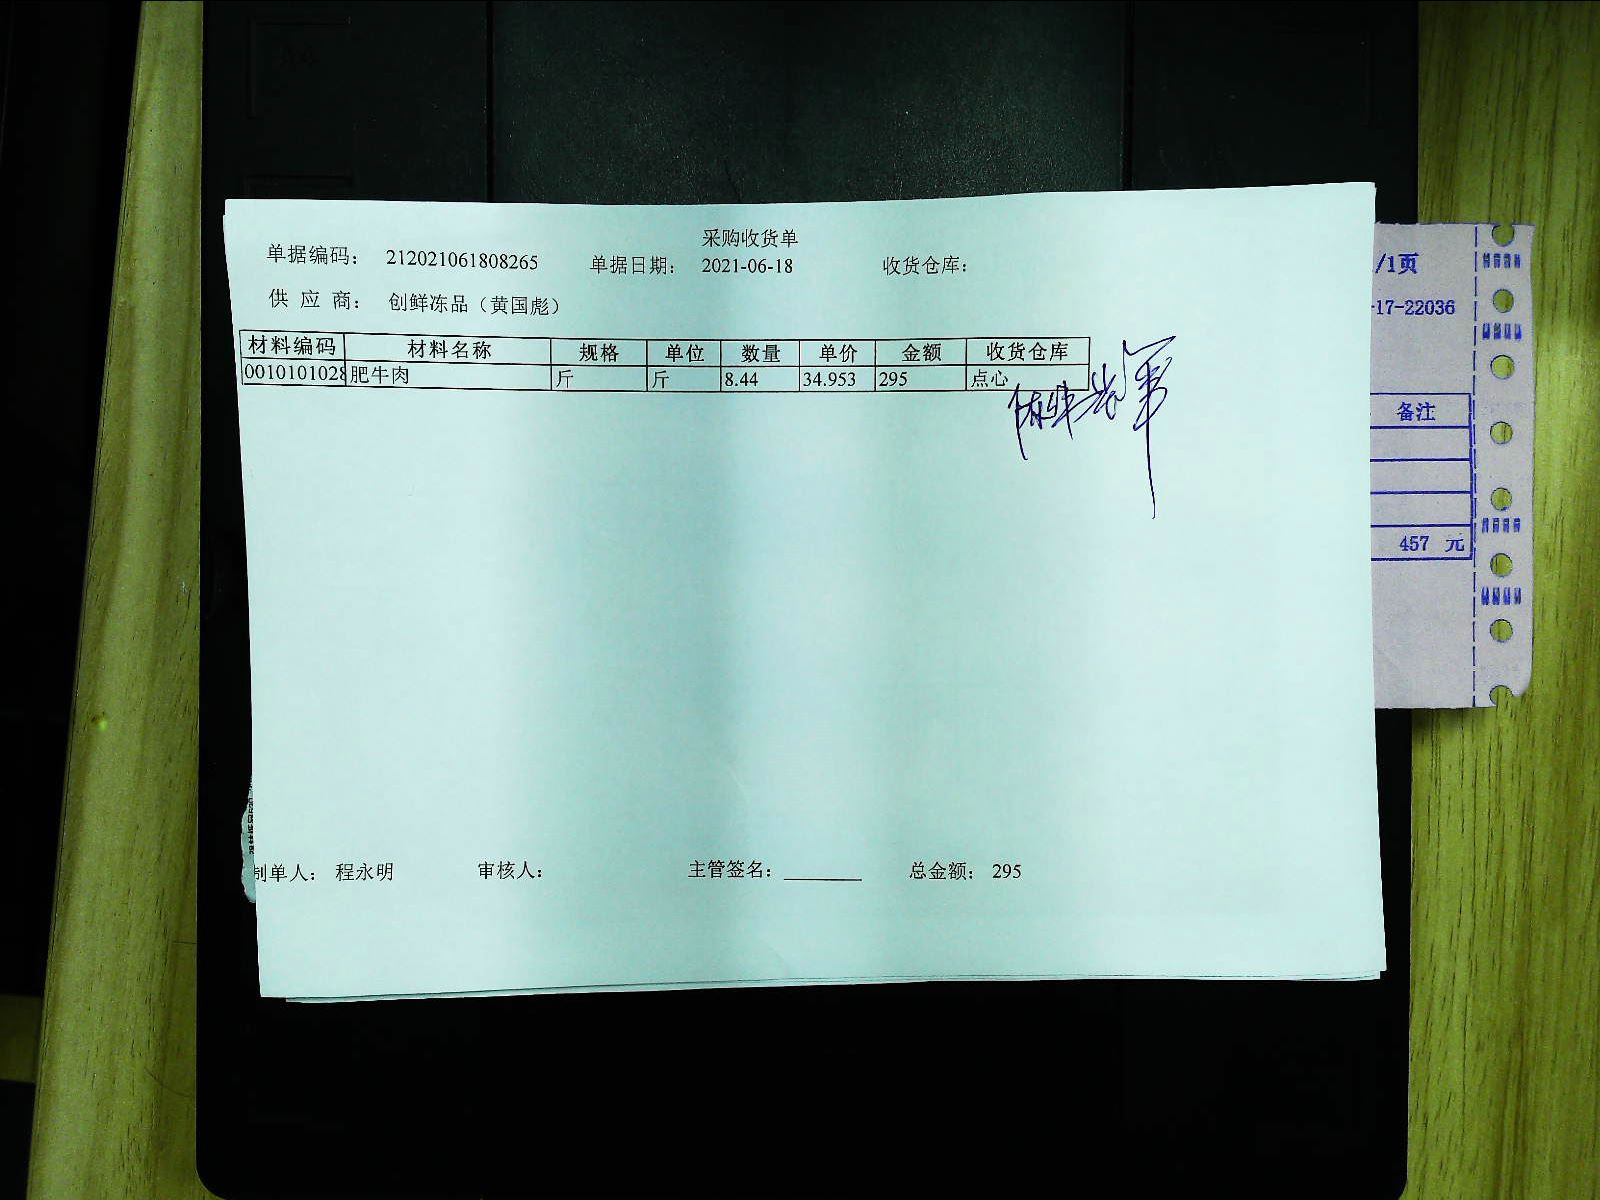 采购收货单
单据编码： 212021061808265 单据日期： 2021-06-18 收货仓库：
供 应 商： 创鲜冻品（黄国彪）
材料编码 材料名称 规格 单位 数量 单价 金额 收货仓库
0010101028 肥牛肉 斤 斤 8.44 34.953 295 点心
制单人： 程永明 审核人： 主管签名： 总金额： 295
/1页
-17-22036
备注
457 元